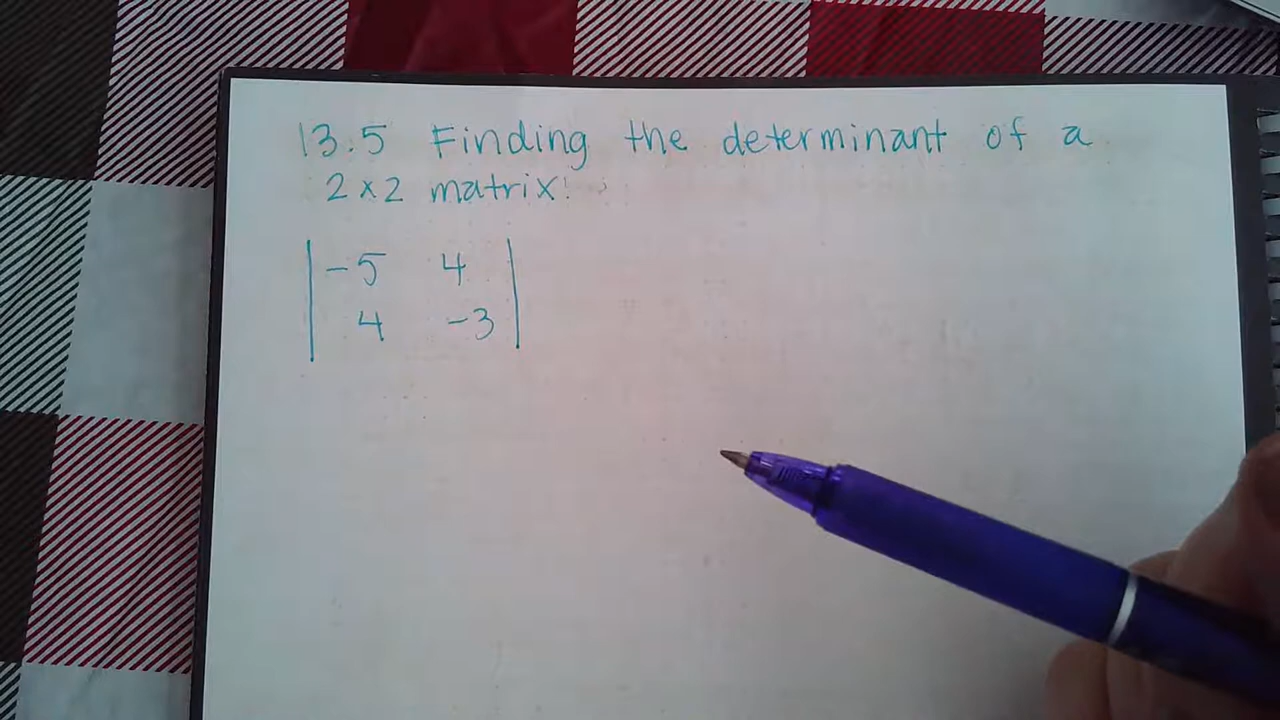 13.5 Finding the determinant of a
2x2 matrix:
| -5 4 |
| 4 -3 |